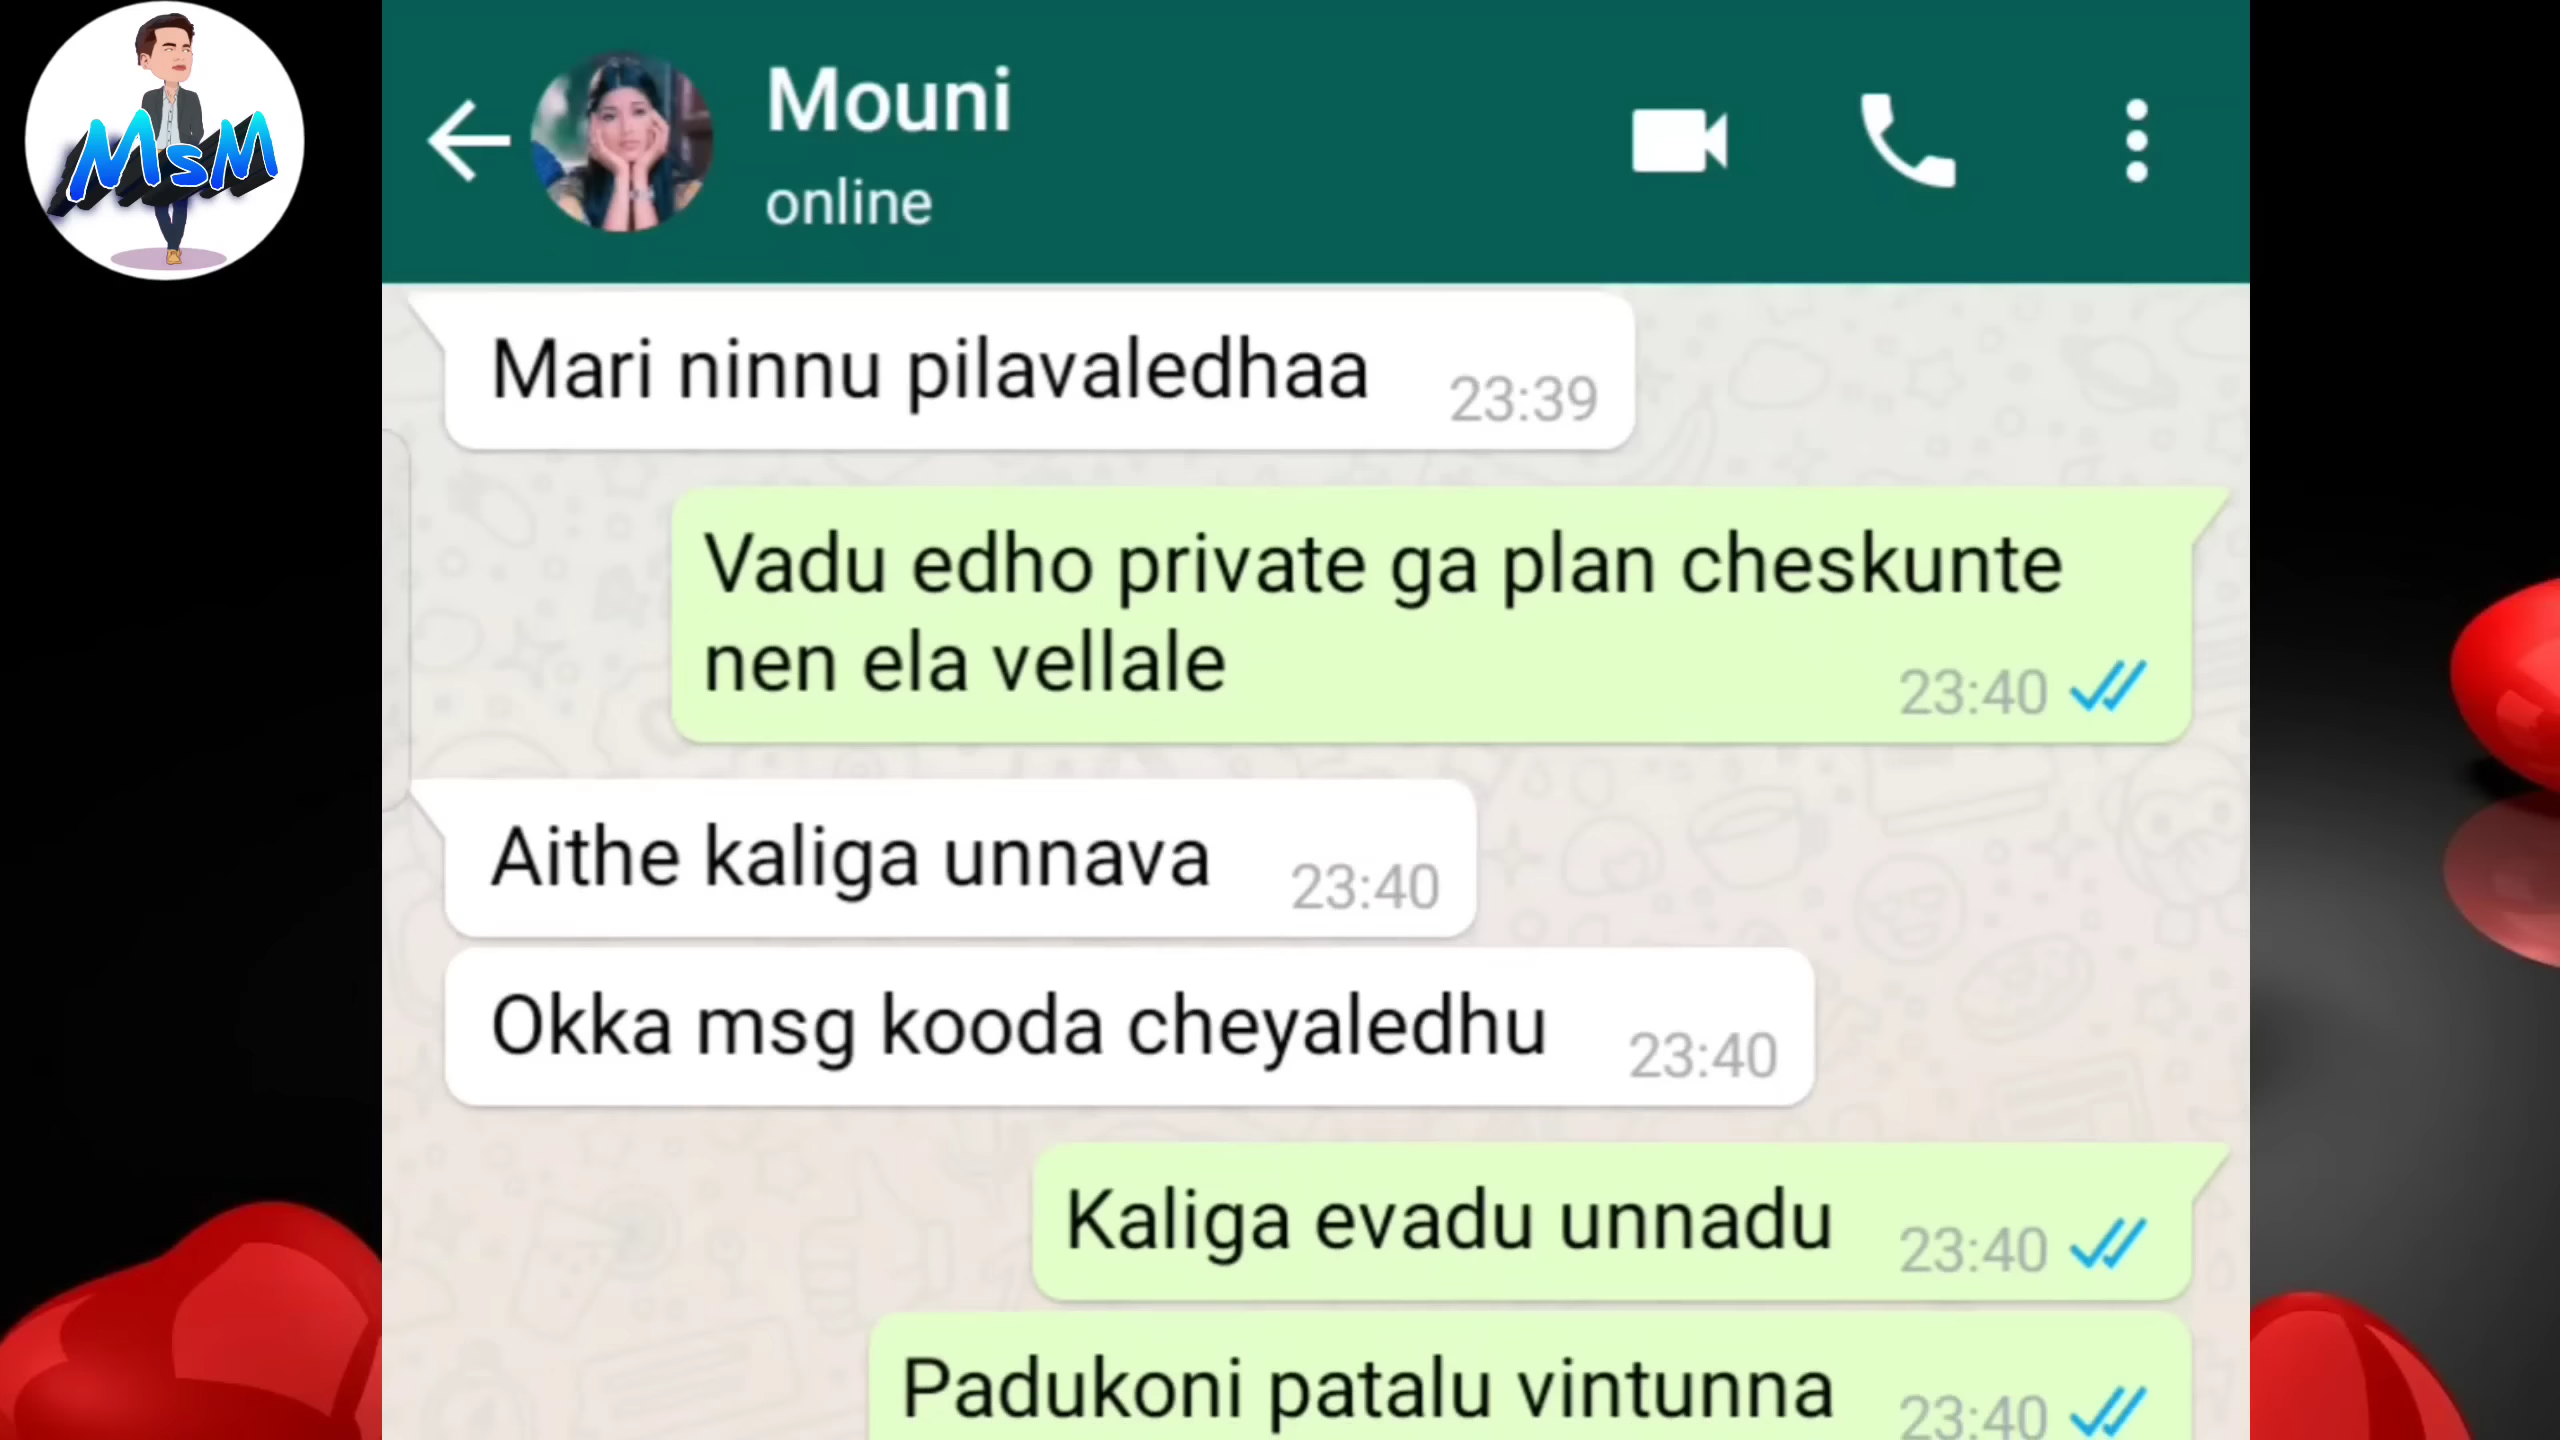 MsM
Mouni
online
Mari ninnu pilavaledhaa
23:39
Vadu edho private ga plan cheskunte
nen ela vellale
23:40
Aithe kaliga unnava
23:40
Okka msg kooda cheyaledhu
23:40
Kaliga evadu unnadu
23:40
Padukoni patalu vintunna
23:40